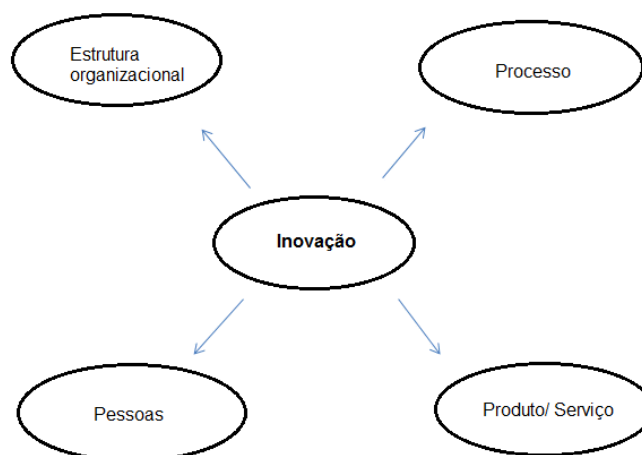 Estrutura
organizacional
Processo
Inovação
Pessoas
Produto/ Serviço